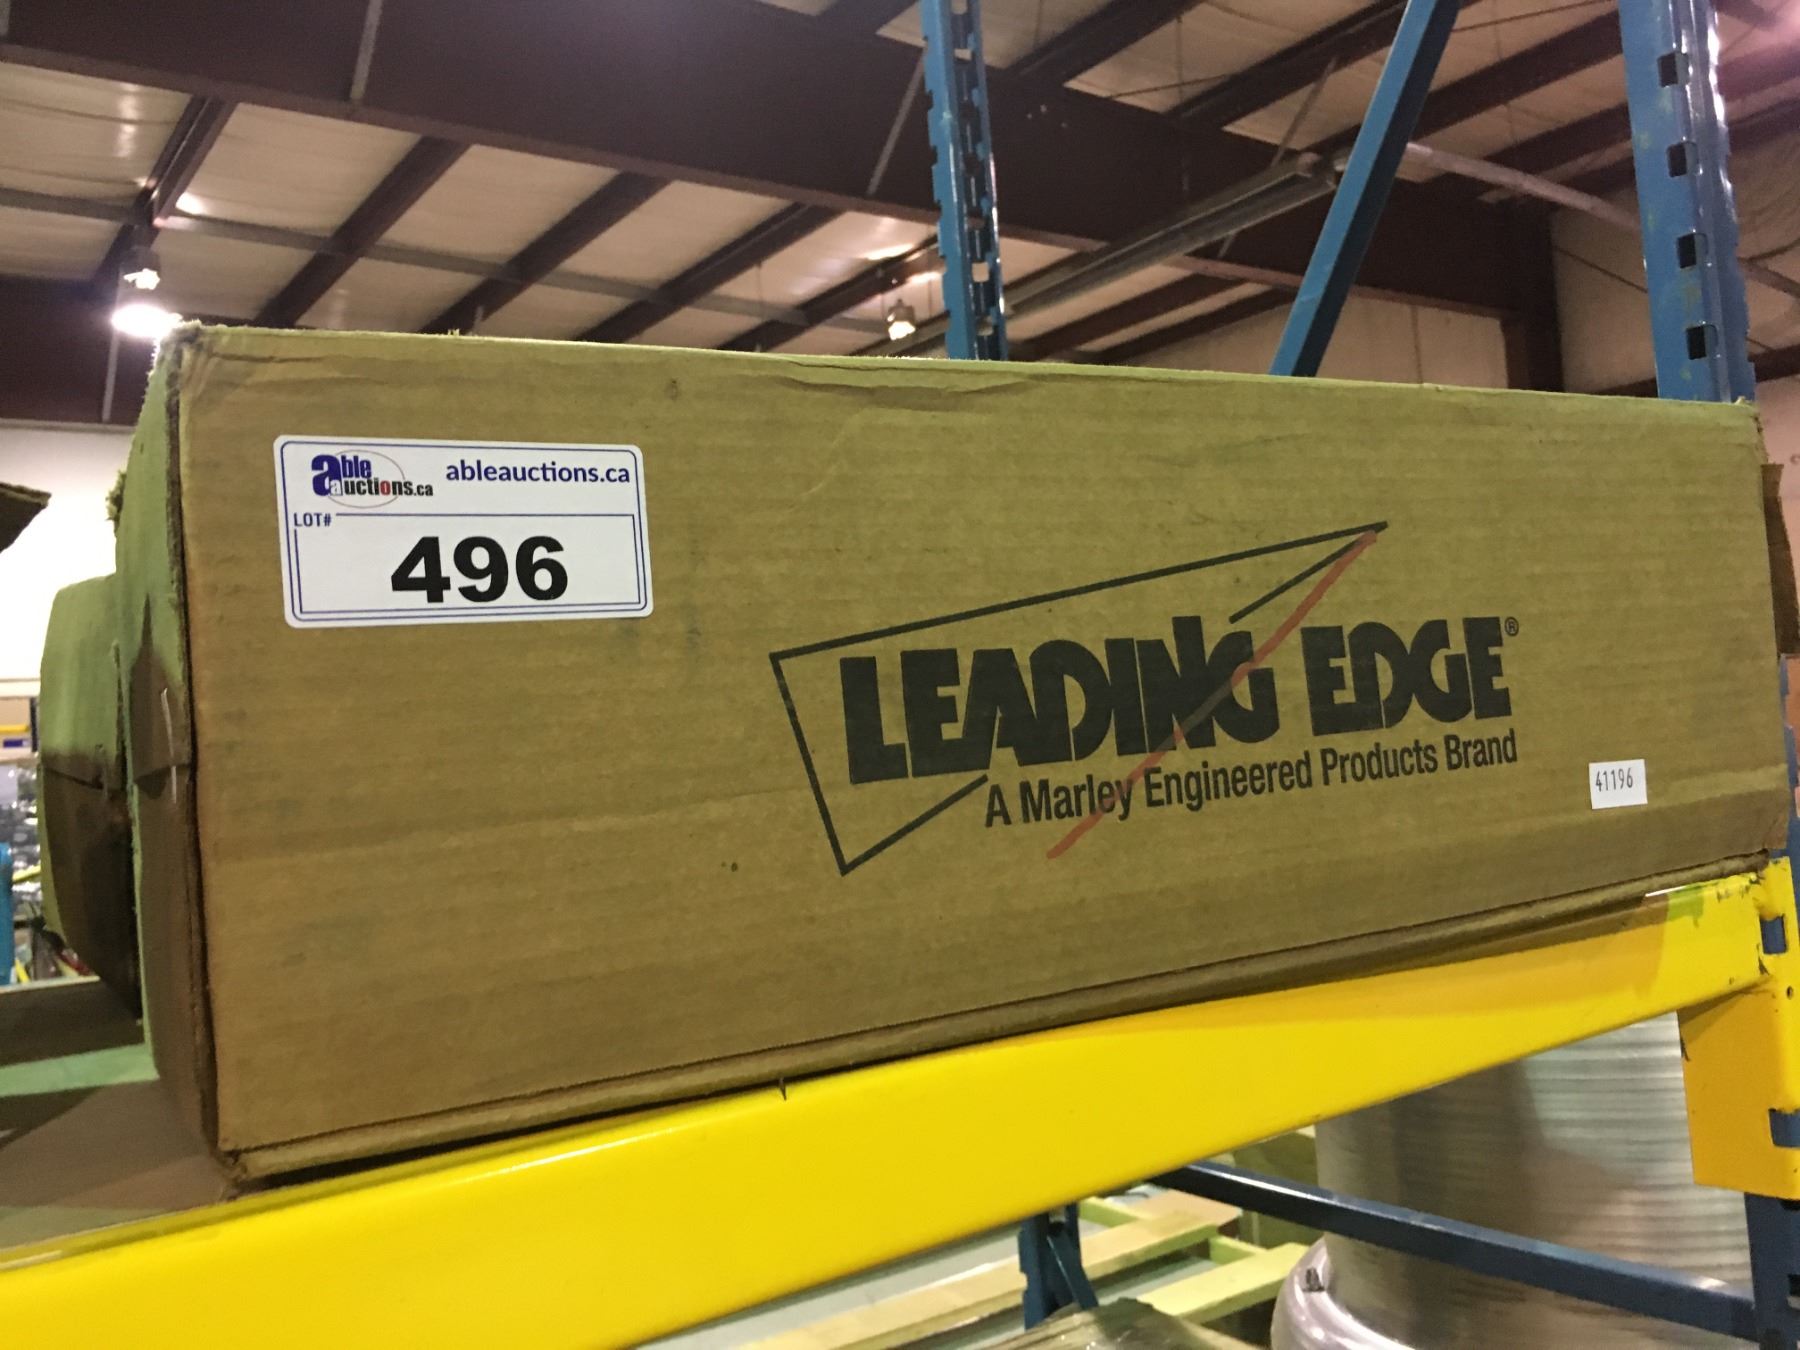 able auctions.ca
ableauctions.ca
LOT#
496
LEADING EDGE®
A Marley Engineered Products Brand
41196